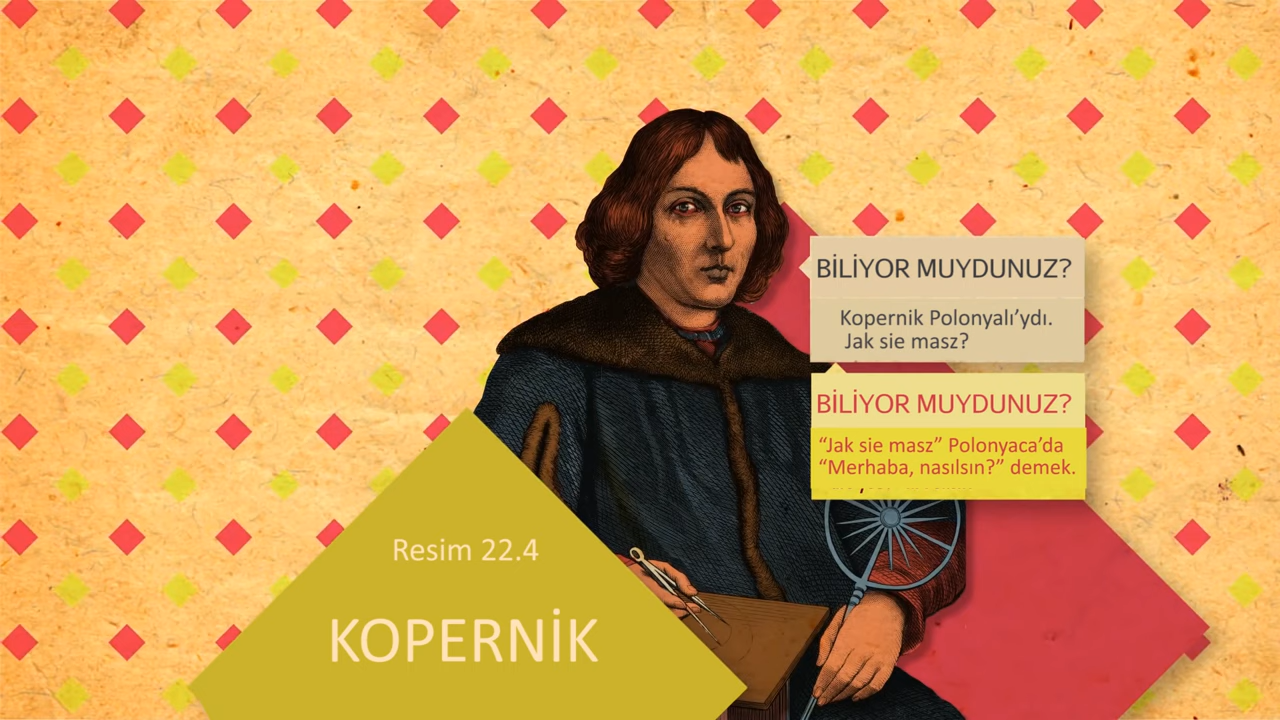 BİLİYOR MUYDUNUZ?
Kopernik Polonyalı’ydı.
Jak sie masz?
BİLİYOR MUYDUNUZ?
“Jak sie masz” Polonyaca’da
“Merhaba, nasılsın?” demek.
Resim 22.4
KOPERNİK